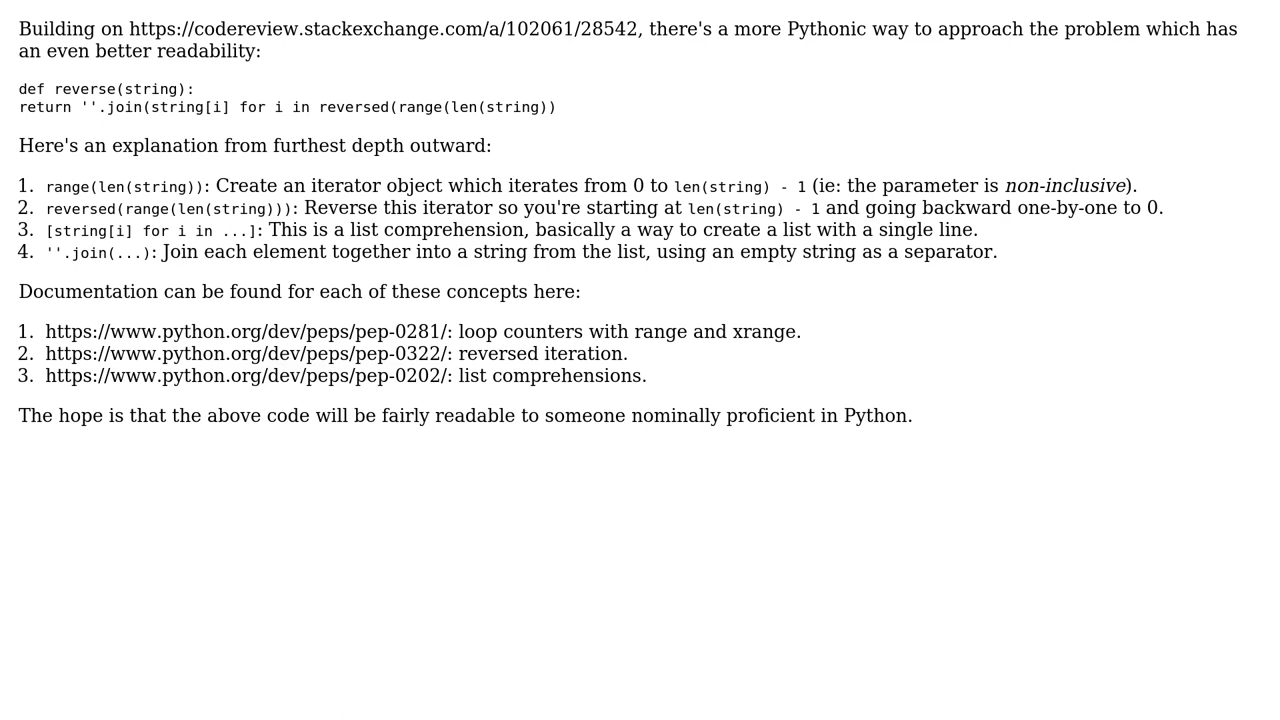 Building on https://codereview.stackexchange.com/a/102061/28542, there's a more Pythonic way to approach the problem which has
an even better readability:
def reverse(string):
return ''.join(string[i] for i in reversed(range(len(string))
Here's an explanation from furthest depth outward:
1. range(len(string)): Create an iterator object which iterates from 0 to len(string) - 1 (ie: the parameter is non-inclusive).
2. reversed(range(len(string))): Reverse this iterator so you're starting at len(string) - 1 and going backward one-by-one to 0.
3. [string[i] for i in ...]: This is a list comprehension, basically a way to create a list with a single line.
4. ''.join(...): Join each element together into a string from the list, using an empty string as a separator.
Documentation can be found for each of these concepts here:
1. https://www.python.org/dev/peps/pep-0281/: loop counters with range and xrange.
2. https://www.python.org/dev/peps/pep-0322/: reversed iteration.
3. https://www.python.org/dev/peps/pep-0202/: list comprehensions.
The hope is that the above code will be fairly readable to someone nominally proficient in Python.